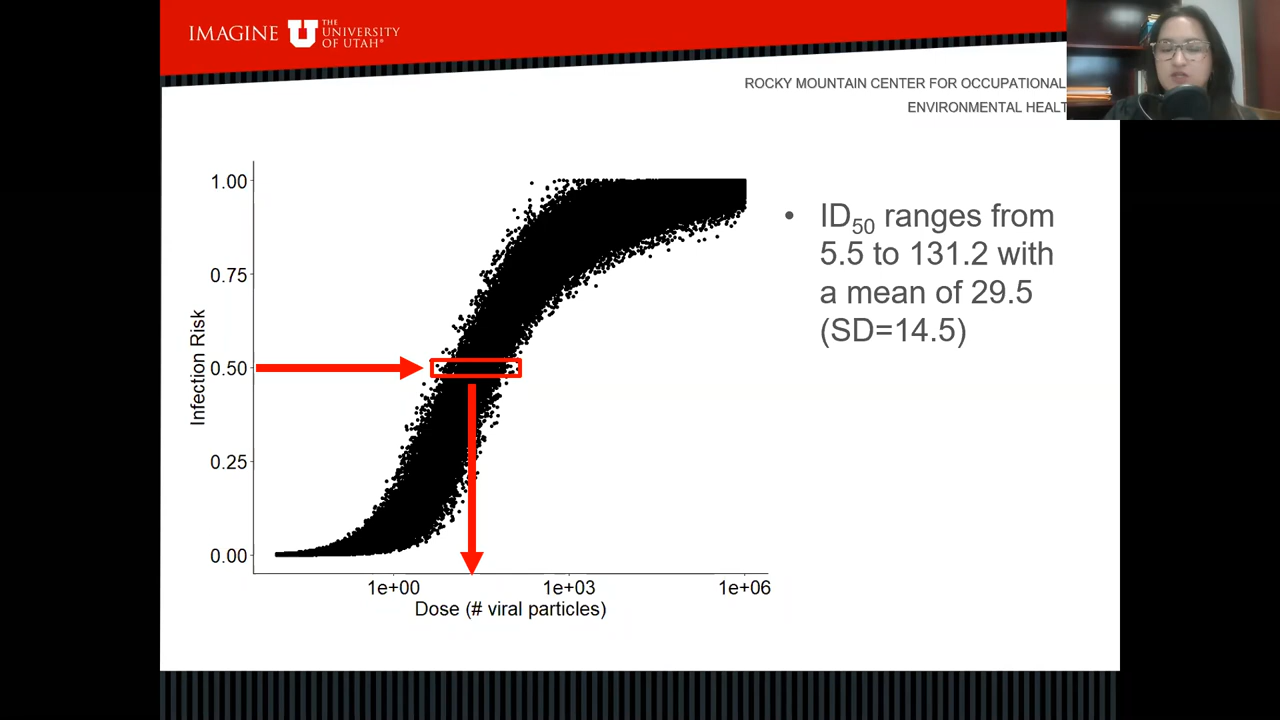 IMAGINE
THE
UNIVERSITY
OF UTAH®
ROCKY MOUNTAIN CENTER FOR OCCUPATIONAL
ENVIRONMENTAL HEALT
1.00
0.75
0.50
0.25
0.00
Infection Risk
1e+00 1e+03 1e+06
Dose (# viral particles)
• ID50 ranges from
5.5 to 131.2 with
a mean of 29.5
(SD=14.5)